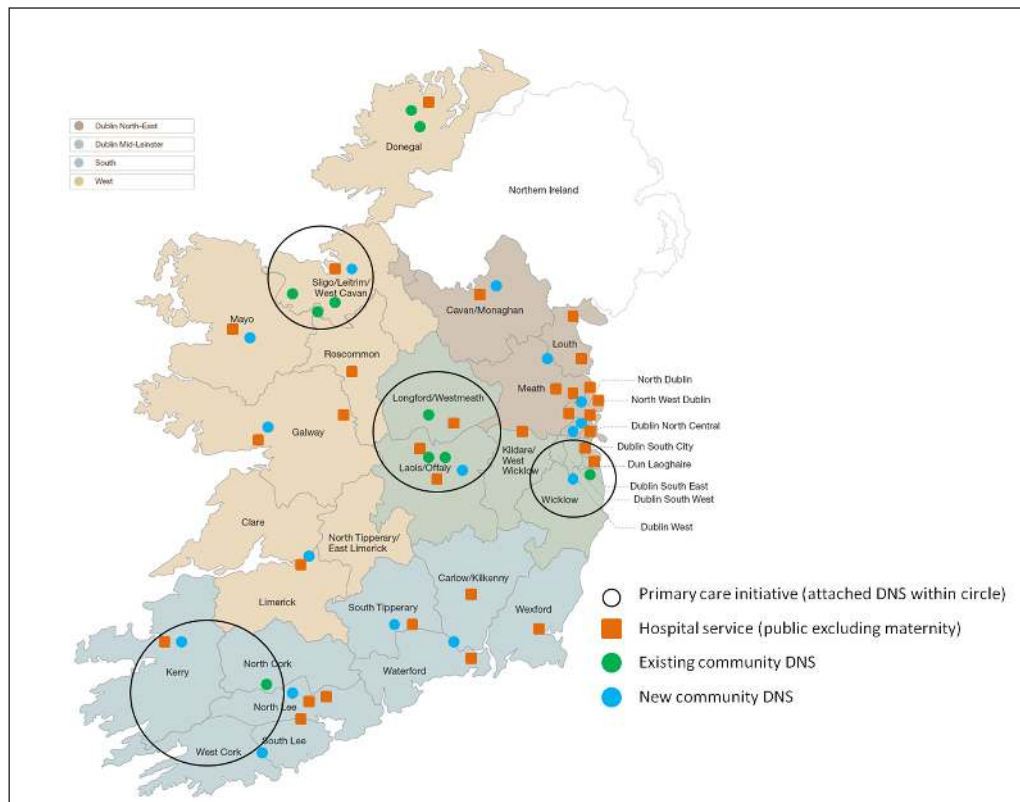 Dublin North-East
Dublin Mid-Leinster
South
West
Donegal
Northern Ireland
Sligo/Leitrim/
West Cavan
Cavan/Monaghan
Mayo
Louth
Roscommon
Meath
North Dublin
North West Dublin
Longford/Westmeath
Galway
Dublin North Central
Kildare/
West
Wicklow
Dublin South City
Laois/Offaly
Dun Laoghaire
Dublin South East
Wicklow
Dublin South West
Clare
North Tipperary/
East Limerick
Dublin West
Carlow/Kilkenny
Limerick
South Tipperary
Wexford
Primary care initiative (attached DNS within circle)
Hospital service (public excluding maternity)
Existing community DNS
New community DNS
Kerry
North Cork
Waterford
North Lee
West Cork
South Lee